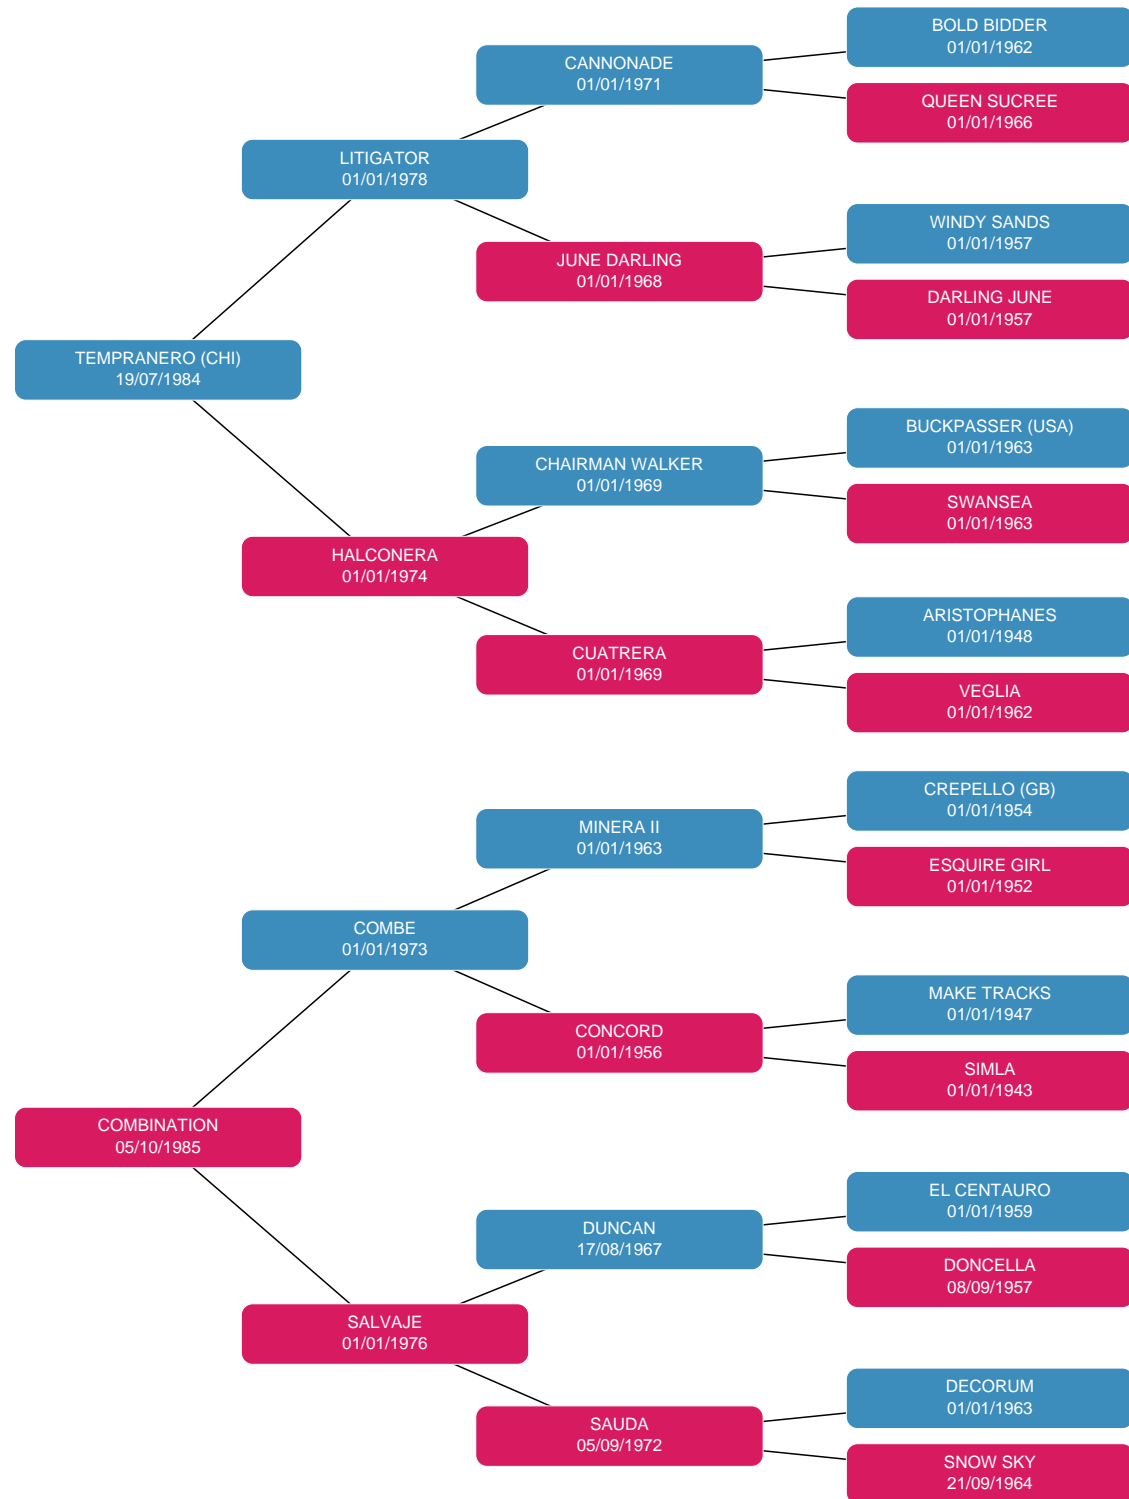 BOLD BIDDER
01/01/1962
CANNONADE
01/01/1971
QUEEN SUCREE
01/01/1966
LITIGATOR
01/01/1978
WINDY SANDS
01/01/1957
JUNE DARLING
01/01/1968
DARLING JUNE
01/01/1957
TEMPRANERO (CHI)
19/07/1984
BUCKPASSER (USA)
01/01/1963
CHAIRMAN WALKER
01/01/1969
SWANSEA
01/01/1963
HALCONERA
01/01/1974
ARISTOPHANES
01/01/1948
CUATRERA
01/01/1969
VEGLIA
01/01/1962
CREPELLO (GB)
01/01/1954
MINERA II
01/01/1963
ESQUIRE GIRL
01/01/1952
COMBE
01/01/1973
MAKE TRACKS
01/01/1947
CONCORD
01/01/1956
SIMLA
01/01/1943
COMBINATION
05/10/1985
EL CENTAURO
01/01/1959
DUNCAN
17/08/1967
DONCELLA
08/09/1957
SALVAJE
01/01/1976
DECORUM
01/01/1963
SAUDA
05/09/1972
SNOW SKY
21/09/1964